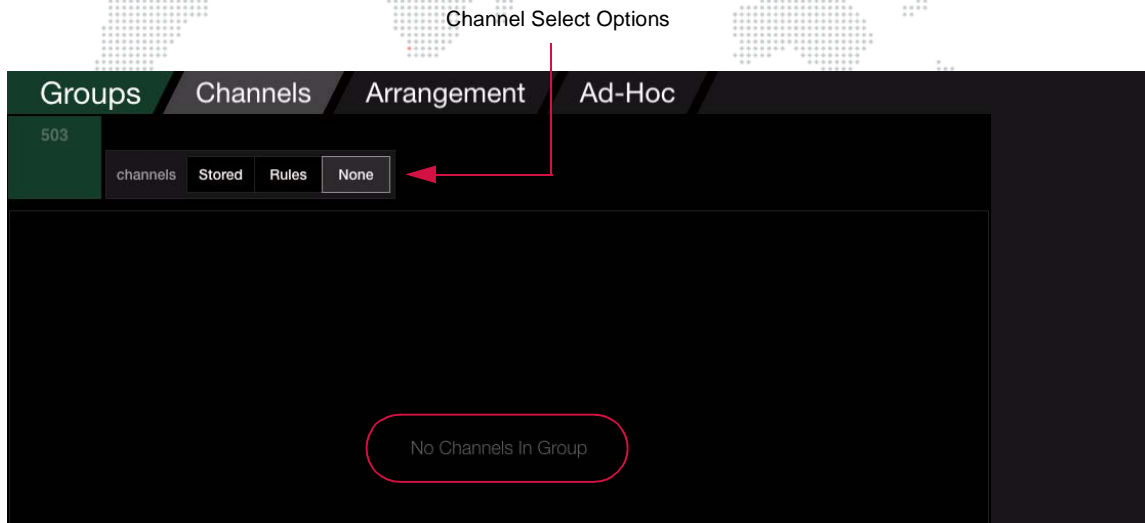 Channel Select Options
Groups Channels Arrangement Ad-Hoc
503
channels Stored Rules None
No Channels In Group